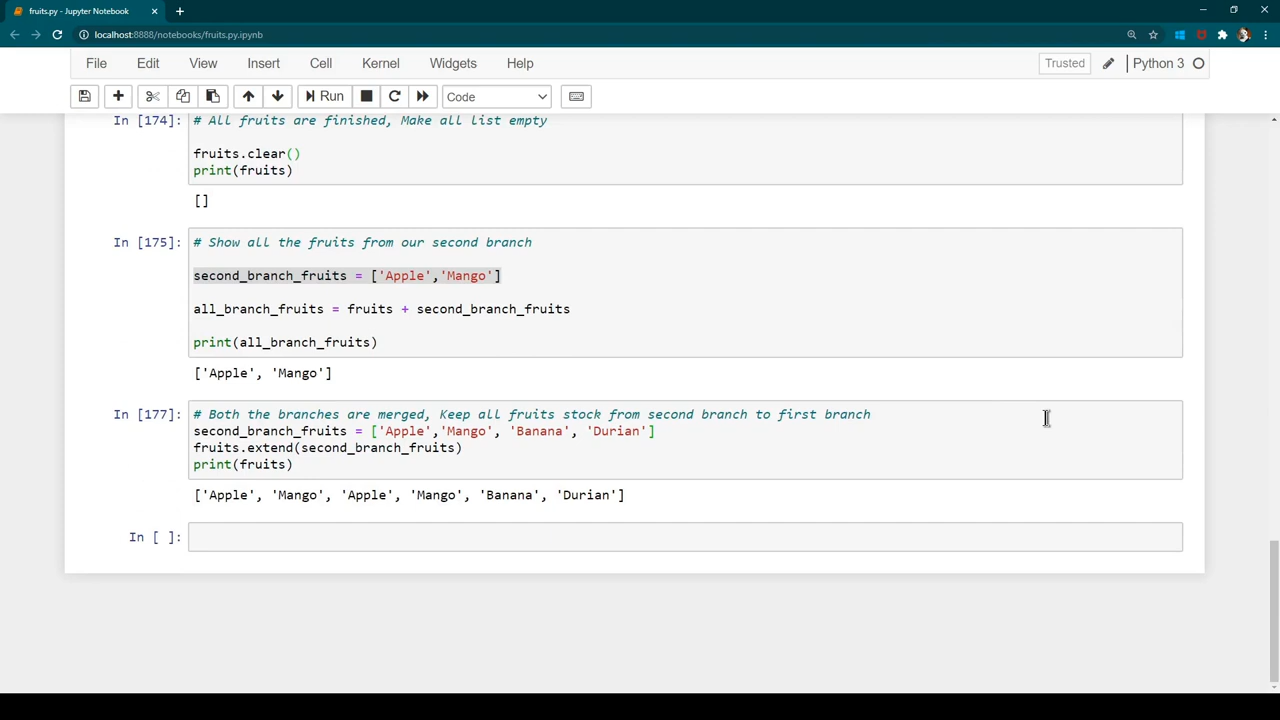 fruits.py - Jupyter Notebook
localhost:8888/notebooks/fruits.py.ipynb
File Edit View Insert Cell Kernel Widgets Help Trusted Python 3
Run Code
In [174]: # All fruits are finished, Make all list empty
fruits.clear()
print(fruits)
[]
In [175]: # Show all the fruits from our second branch
second_branch_fruits = ['Apple','Mango']
all_branch_fruits = fruits + second_branch_fruits
print(all_branch_fruits)
['Apple', 'Mango']
In [177]: # Both the branches are merged, Keep all fruits stock from second branch to first branch
second_branch_fruits = ['Apple','Mango', 'Banana', 'Durian']
fruits.extend(second_branch_fruits)
print(fruits)
['Apple', 'Mango', 'Apple', 'Mango', 'Banana', 'Durian']
In [ ]: